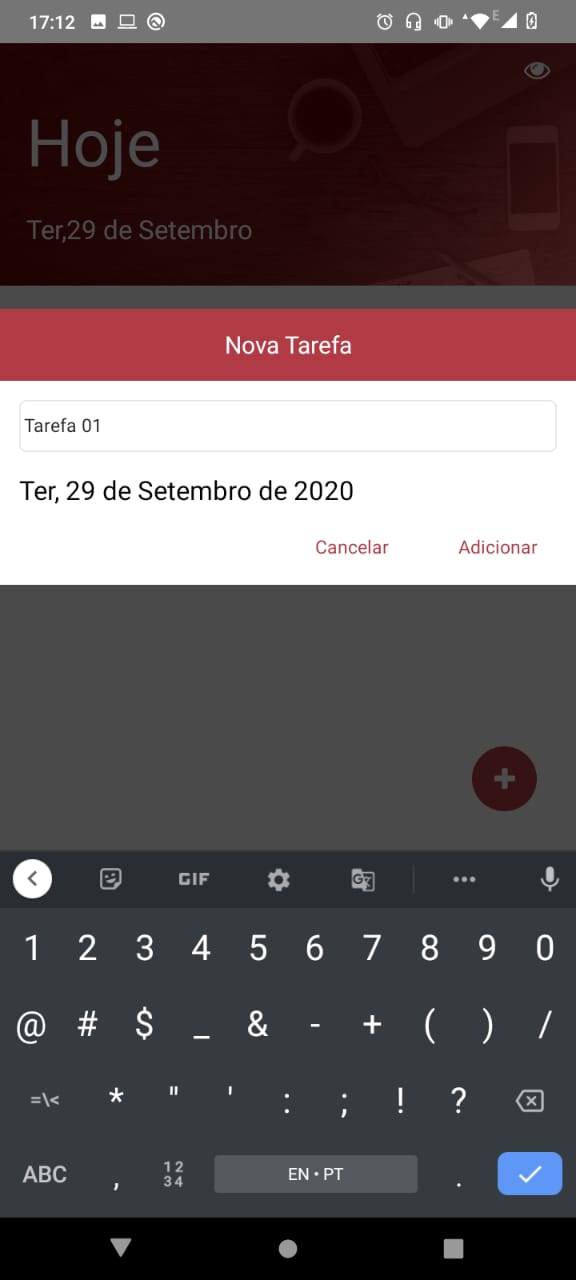 17:12
E
Hoje
Ter,29 de Setembro
Nova Tarefa
Tarefa 01
Ter, 29 de Setembro de 2020
Cancelar Adicionar
+
GIF
1 2 3 4 5 6 7 8 9 0
@ # $ _ & - + ( ) /
=\< * " ' : ; ! ?
ABC , 12 34 EN • PT .